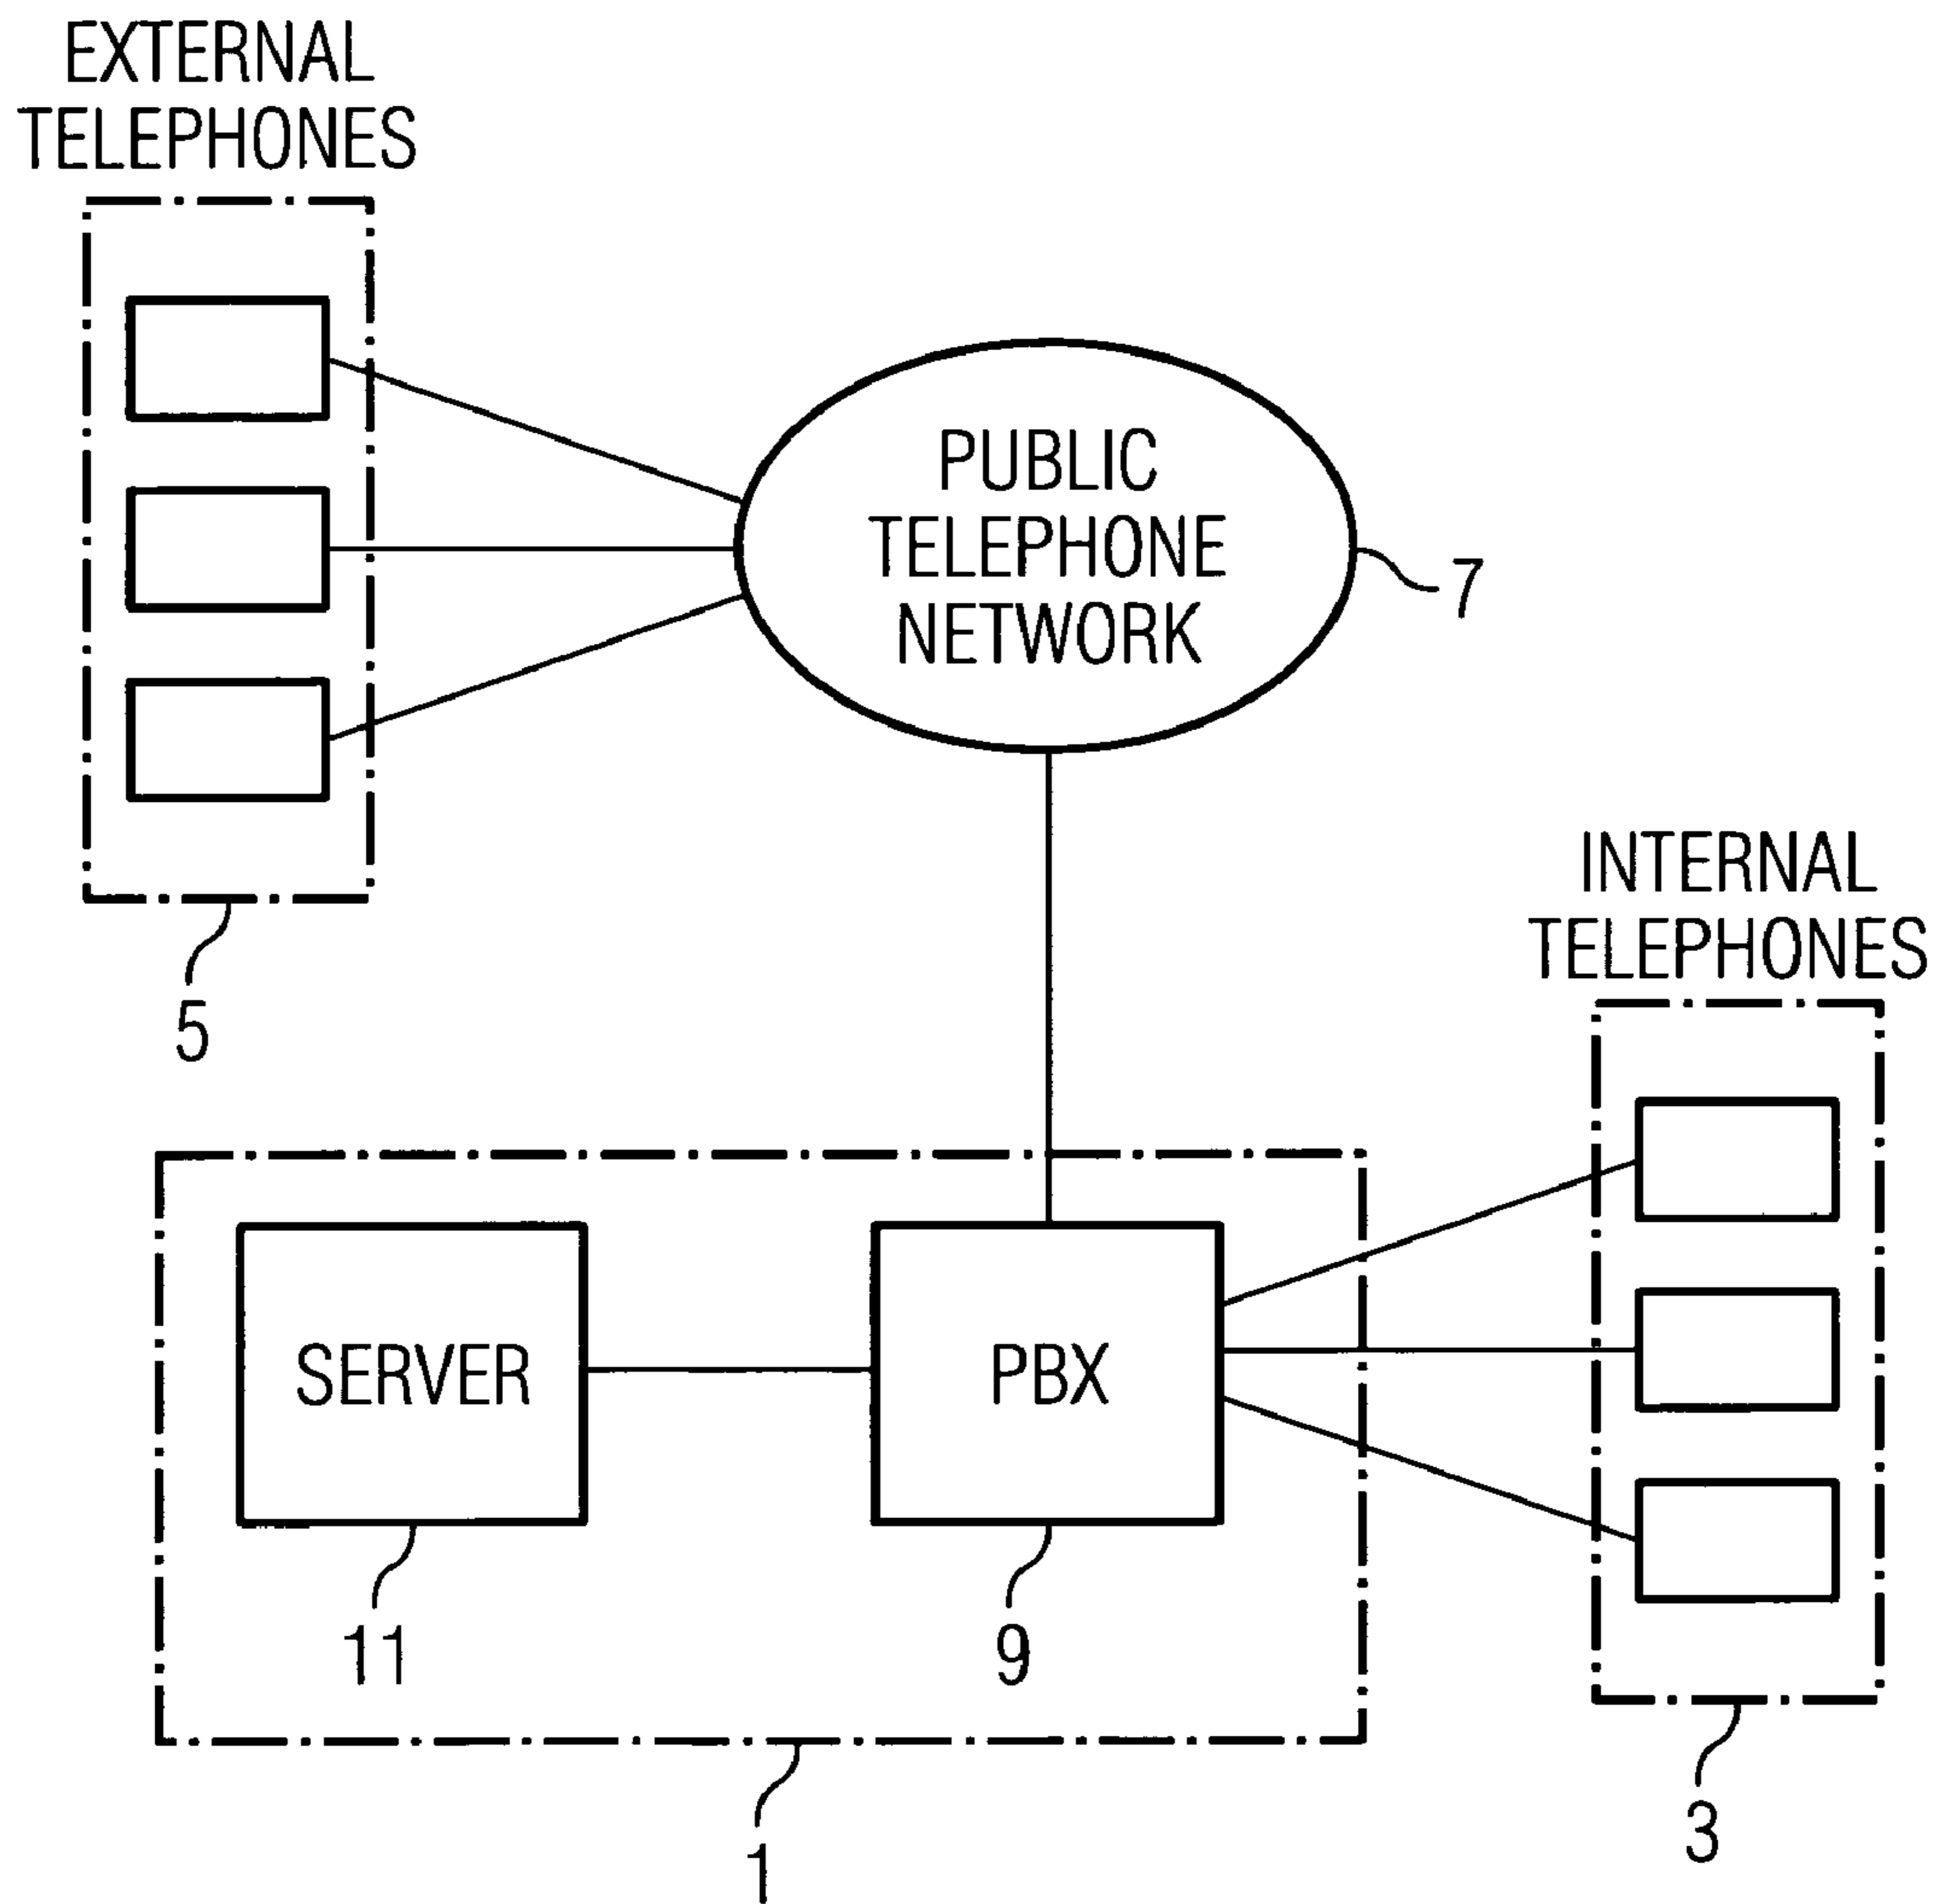 EXTERNAL
TELEPHONES
PUBLIC
TELEPHONE
NETWORK
7
INTERNAL
TELEPHONES
5
SERVER
PBX
11
9
1
3